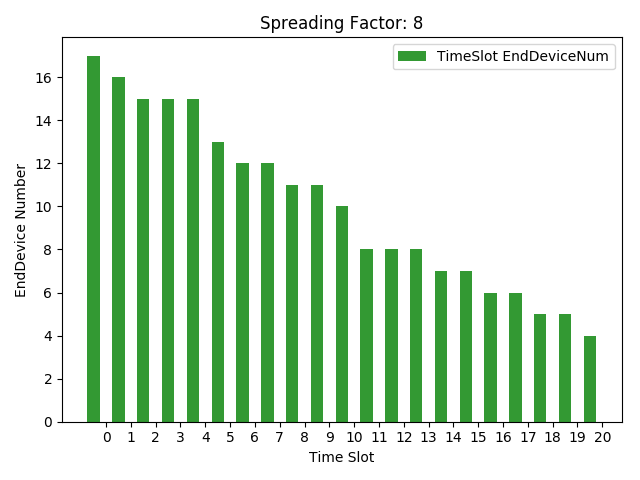 Spreading Factor: 8
TimeSlot EndDeviceNum
EndDevice Number
16
14
12
10
8
6
4
2
0
0 1 2 3 4 5 6 7 8 9 10 11 12 13 14 15 16 17 18 19 20
Time Slot